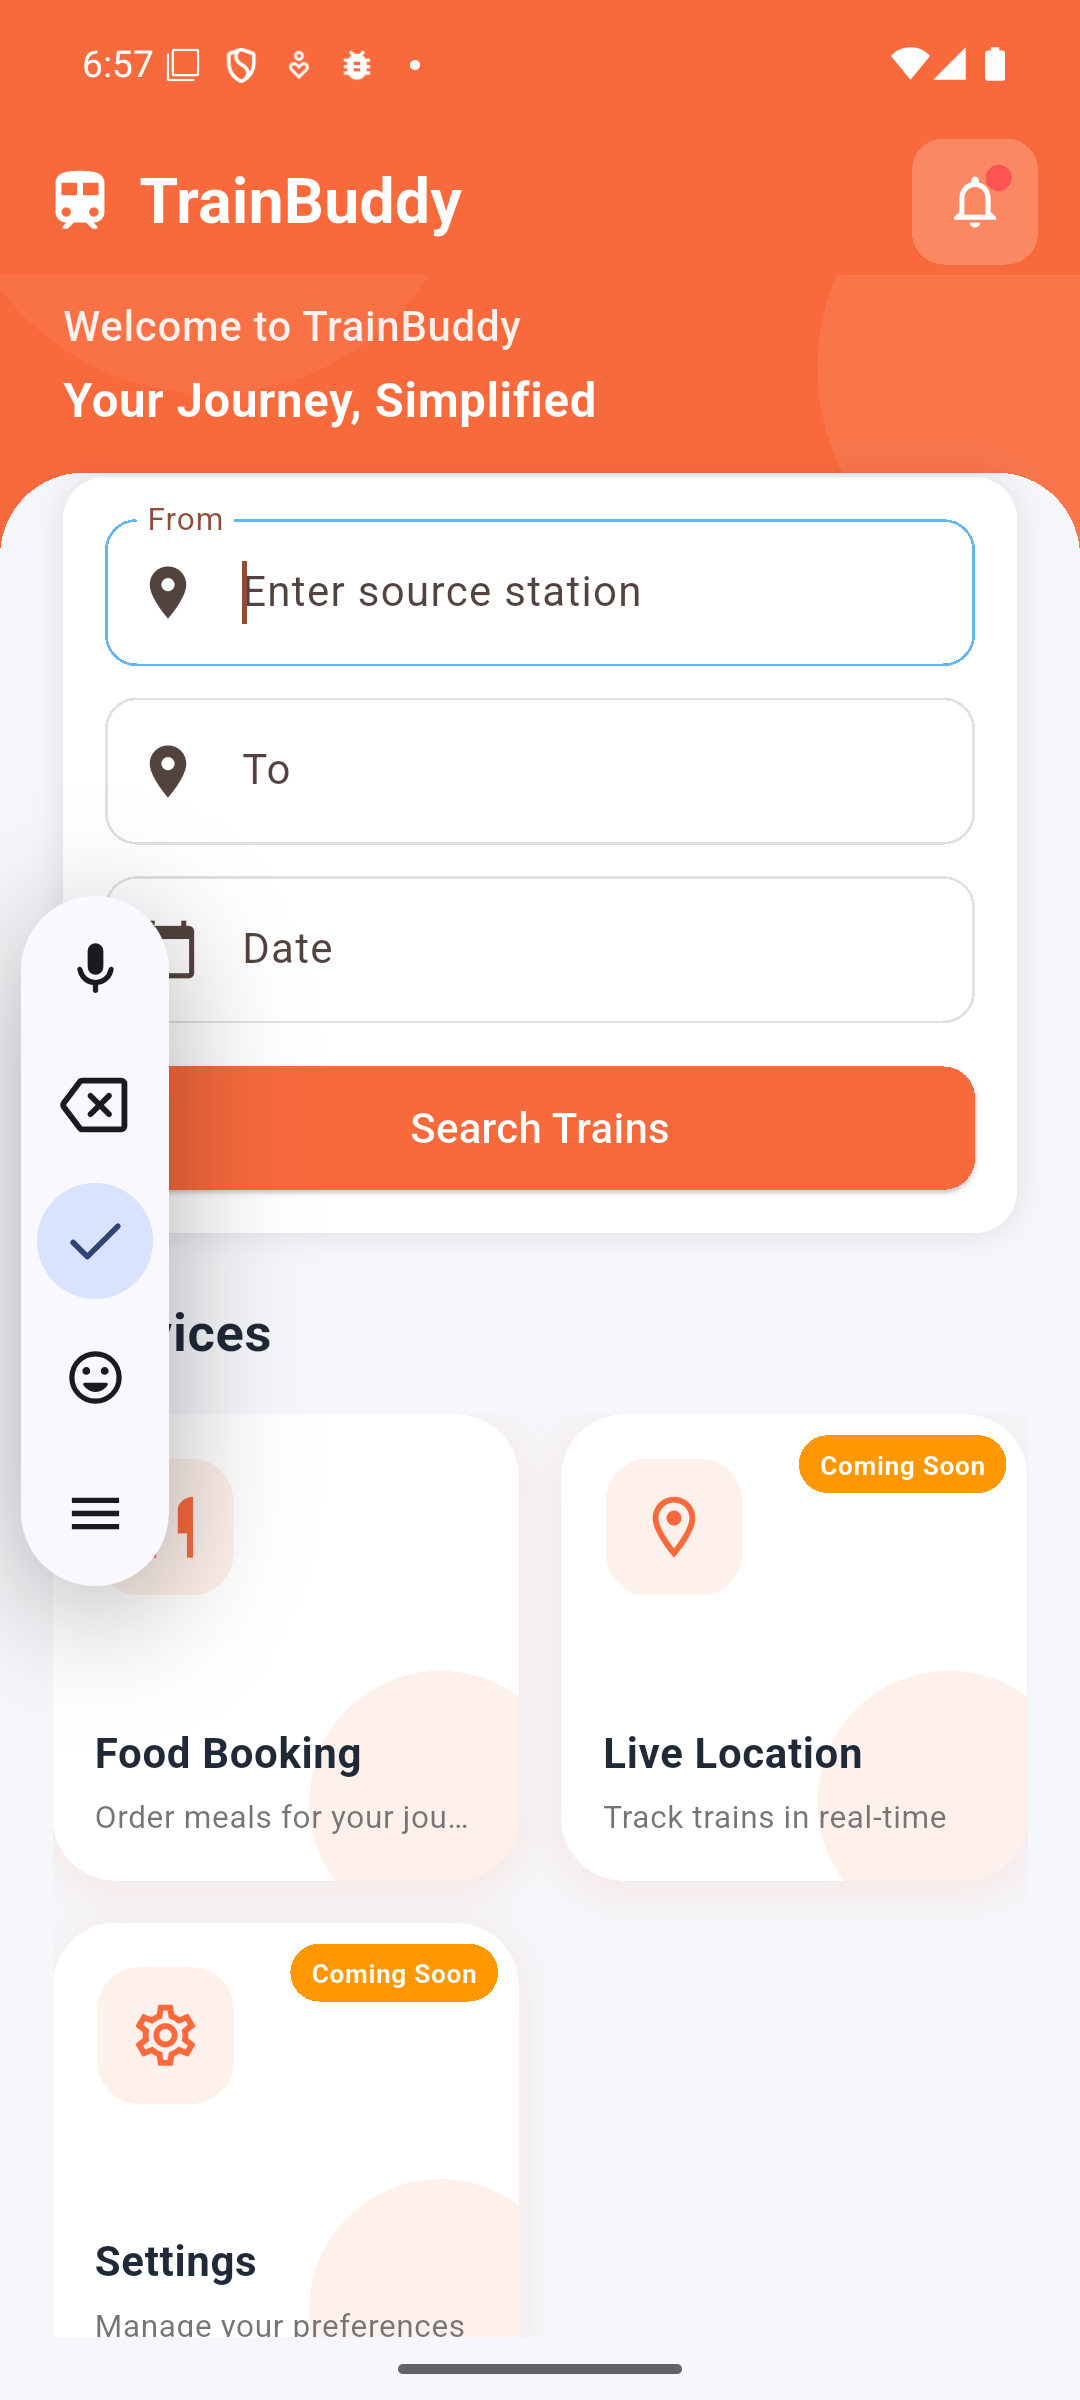 6:57
TrainBuddy
Welcome to TrainBuddy
Your Journey, Simplified
From
Enter source station
To
Date
Search Trains
ices
Coming Soon
Food Booking
Live Location
Order meals for your jou...
Track trains in real-time
Coming Soon
Settings
Manage your preferences